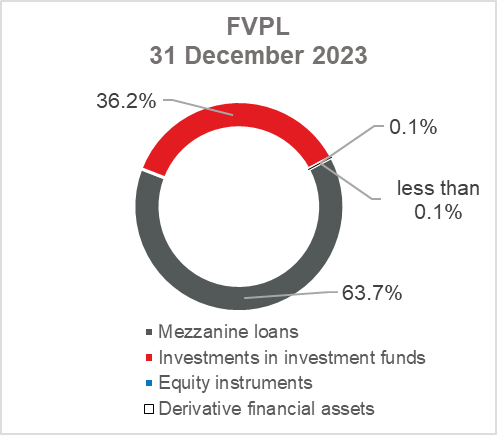 FVPL
31 December 2023
36.2%
0.1%
less than
0.1%
63.7%
Mezzanine loans
Investments in investment funds
Equity instruments
Derivative financial assets